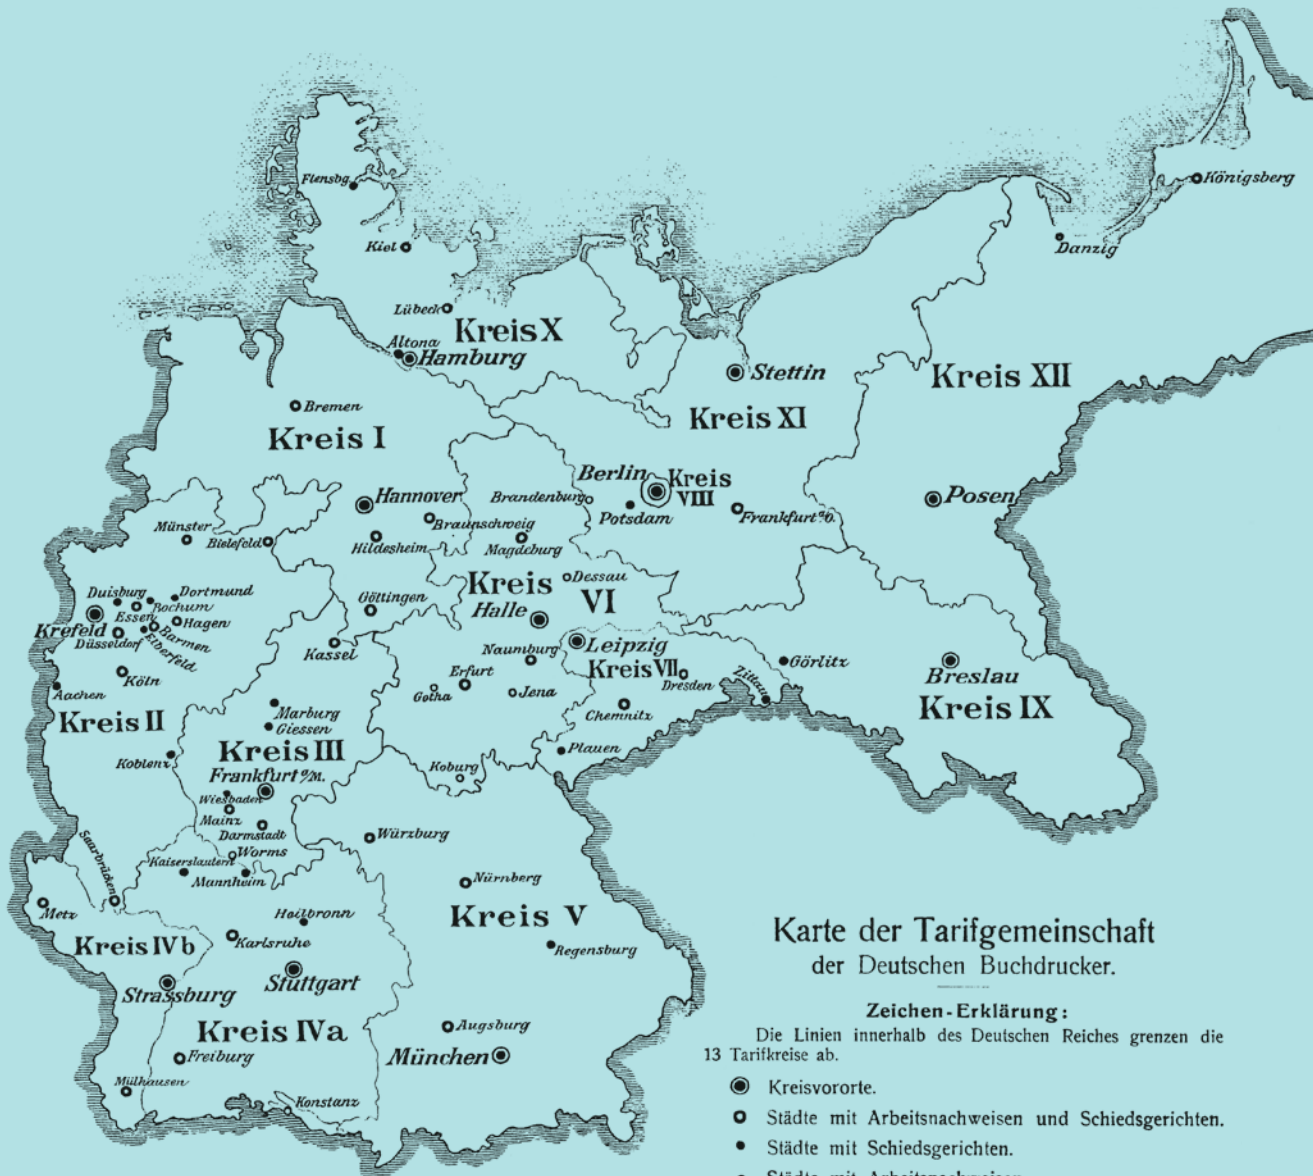 Flensbg.
Königsberg
Kiel
Danzig
Lübeck
Kreis X
Altona
Hamburg
Stettin
Kreis XII
Bremen
Kreis XI
Kreis I
Berlin
Kreis
VIII
Hannover
Brandenburg
Posen
Potsdam
Frankfurt a/O.
Braunschweig
Münster
Bielefeld
Hildesheim
Magdeburg
Kreis
VI
Dessau
Duisburg
Dortmund
Göttingen
Essen
Bochum
Halle
Krefeld
Hagen
Barmen
Düsseldorf
Elberfeld
Leipzig
Kassel
Naumburg
Kreis VII
Görlitz
Breslau
Köln
Erfurt
Dresden
Zittau
Aachen
Gotha
Jena
Kreis IX
Kreis II
Marburg
Chemnitz
Giessen
Kreis III
Plauen
Koblenz
Koburg
Frankfurt a/M.
Wiesbaden
Mainz
Darmstadt
Würzburg
Saarbrücken
Worms
Kaiserslautern
Mannheim
Nürnberg
Metz
Heilbronn
Kreis V
Karlsruhe
Kreis IVb
Regensburg
Stuttgart
Strassburg
Kreis IVa
Augsburg
Freiburg
München
Mülhausen
Konstanz
Karte der Tarifgemeinschaft
der Deutschen Buchdrucker.
Zeichen-Erklärung:
Die Linien innerhalb des Deutschen Reiches grenzen die
13 Tarifkreise ab.
Kreisvororte.
Städte mit Arbeitsnachweisen und Schiedsgerichten.
Städte mit Schiedsgerichten.
Städte mit Arbeitsnachweisen